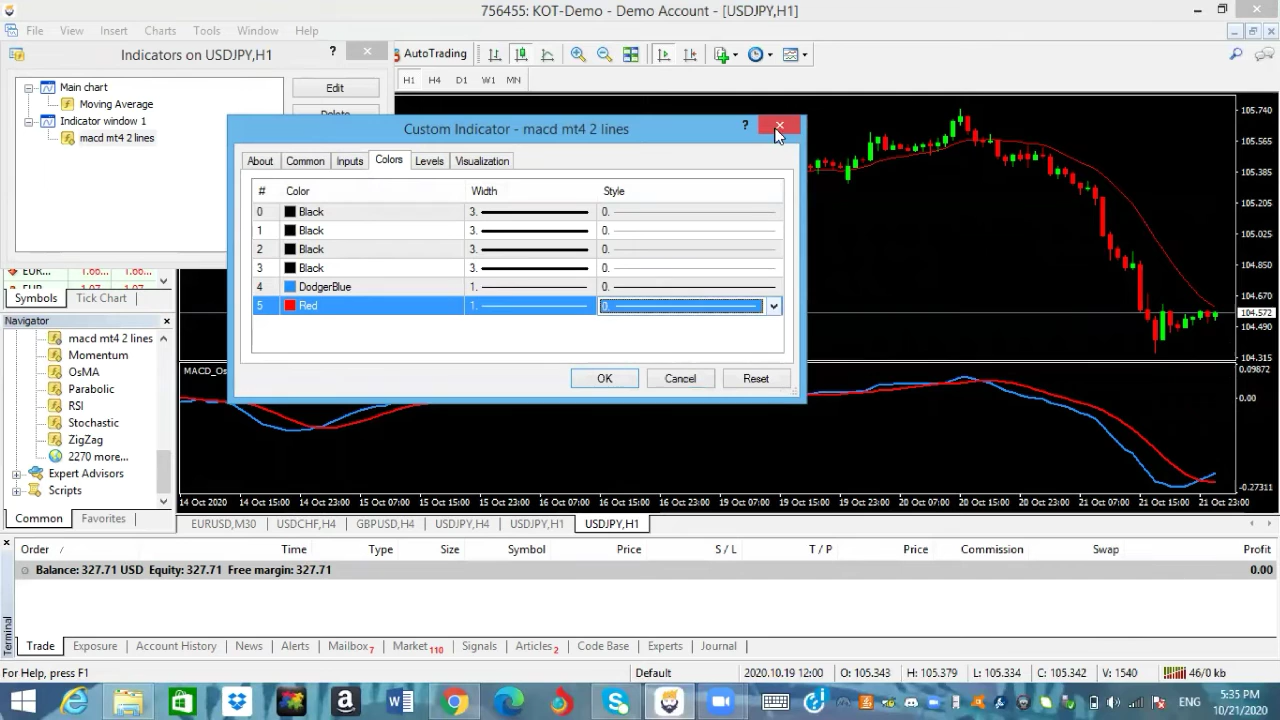 756455: KOT-Demo - Demo Account - [USDJPY,H1]
File View Insert Charts Tools Window Help
Indicators on USDJPY,H1 ?
AutoTrading
H1 H4 D1 W1 MN
Main chart
Moving Average
Indicator window 1
macd mt4 2 lines
Edit
Delete
Custom Indicator - macd mt4 2 lines ?
About Common Inputs Colors Levels Visualization
# Color Width Style
0 Black 3. 0.
1 Black 3. 0.
2 Black 3. 0.
3 Black 3. 0.
4 DodgerBlue 1. 0.
5 Red 1. 0.
OK Cancel Reset
105.740
105.565
105.385
105.205
105.025
104.850
104.670
104.572
104.490
104.315
EUR... 1.66... 1.66...
Symbols Tick Chart
Navigator
macd mt4 2 lines
Momentum
OsMA
Parabolic
RSI
Stochastic
ZigZag
2270 more...
Expert Advisors
Scripts
Common Favorites
MACD_Os
0.09872
0.00
-0.27311
14 Oct 2020 14 Oct 15:00 14 Oct 23:00 15 Oct 07:00 15 Oct 15:00 15 Oct 23:00 16 Oct 07:00 16 Oct 15:00 16 Oct 23:00 19 Oct 07:00 19 Oct 15:00 19 Oct 23:00 20 Oct 07:00 20 Oct 15:00 20 Oct 23:00 21 Oct 07:00 21 Oct 15:00 21 Oct 23:00
EURUSD,M30 USDCHF,H4 GBPUSD,H4 USDJPY,H4 USDJPY,H1 USDJPY,H1
Order / Time Type Size Symbol Price S / L T / P Price Commission Swap Profit
Balance: 327.71 USD Equity: 327.71 Free margin: 327.71 0.00
Terminal
Trade Exposure Account History News Alerts Mailbox 7 Market 110 Signals Articles 2 Code Base Experts Journal
For Help, press F1 Default 2020.10.19 12:00 O: 105.343 H: 105.379 L: 105.334 C: 105.342 V: 1540 46/0 kb
ENG
5:35 PM
10/21/2020